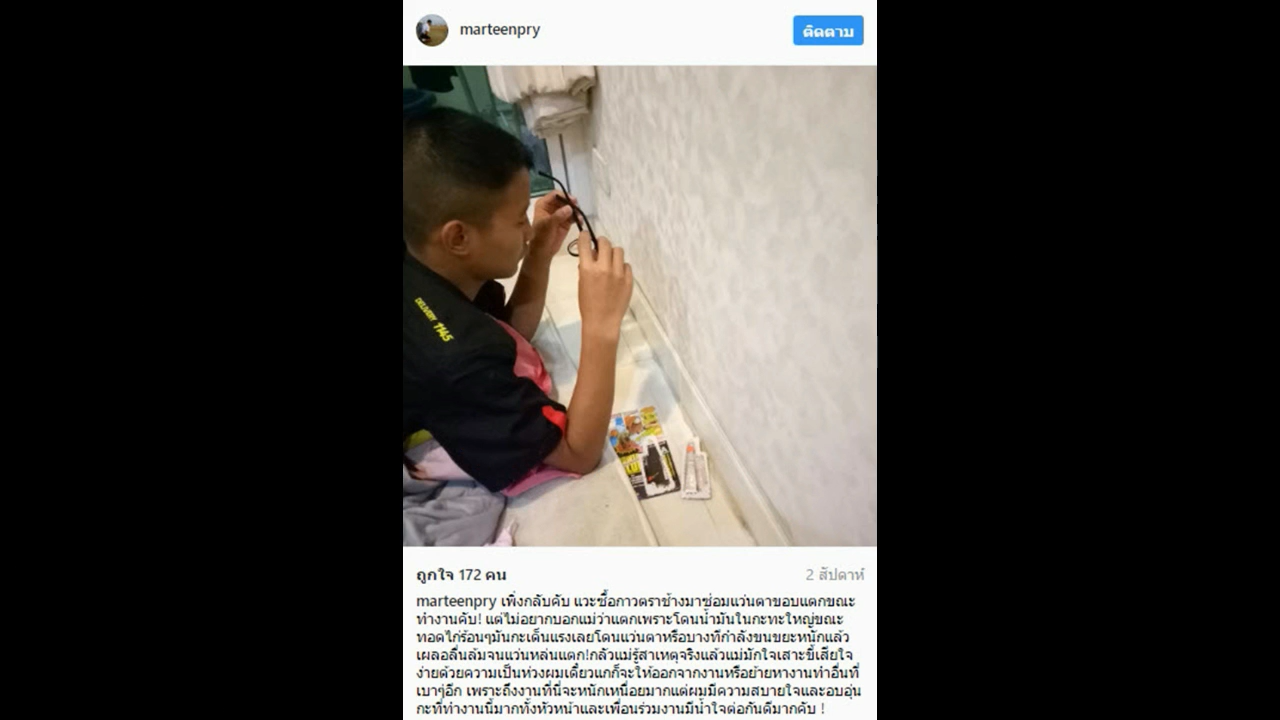 marteenpry
ติดตาม
DELIVERY 1145
ถูกใจ 172 คน
2 สัปดาห์
marteenpry เพิ่งกลับคับ แวะซื้อกาวตราช้างมาซ่อมแว่นตาขอบแตกขณะ
ทำงานคับ! แต่ไม่อยากบอกแม่ว่าแตกเพราะโดนน้ำมันในกะทะใหญ่ขณะ
ทอดไก่ร้อนๆมันกะเด็นแรงเลยโดนแว่นตาหรือบางทีกำลังขนขยะหนักแล้ว
เผลอลื่นล้มจนแว่นหล่นแตก!กลัวแม่รู้สาเหตุจริงแล้วแม่มักใจเสาะขี้เสียใจ
ง่ายด้วยความเป็นห่วงผมเดี๋ยวแกก็จะให้ออกจากงานหรือย้ายหางานทำอื่นที่
เบาๆอีก เพราะถึงงานที่นี่จะหนักเหนื่อยมากแต่ผมมีความสบายใจและอบอุ่น
กะที่ทำงานนี้มากทั้งหัวหน้าและเพื่อนร่วมงานมีน้ำใจต่อกันดีมากคับ !